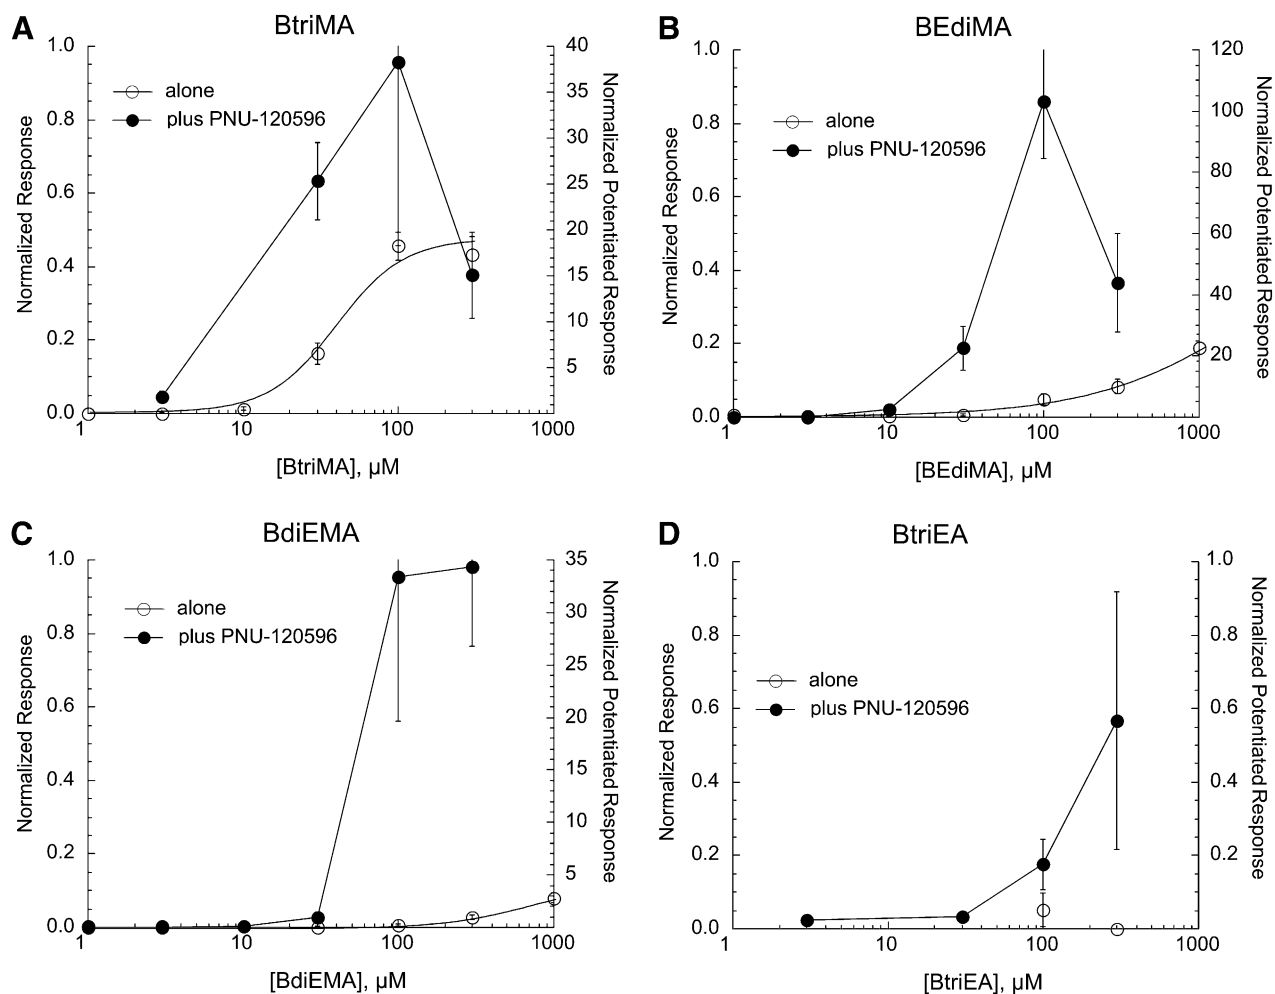 A
BtriMA
Normalized Response
1.0
0.8
0.6
0.4
0.2
0.0
alone
plus PNU-120596
40
35
30
25
20
15
10
5
Normalized Potentiated Response
1
10
100
1000
[BtriMA], µM
B
BEdiMA
Normalized Response
1.0
0.8
0.6
0.4
0.2
0.0
alone
plus PNU-120596
120
100
80
60
40
20
Normalized Potentiated Response
1
10
100
1000
[BEdiMA], µM
C
BdiEMA
Normalized Response
1.0
0.8
0.6
0.4
0.2
0.0
alone
plus PNU-120596
35
30
25
20
15
10
5
Normalized Potentiated Response
1
10
100
1000
[BdiEMA], µM
D
BtriEA
Normalized Response
1.0
0.8
0.6
0.4
0.2
0.0
alone
plus PNU-120596
1.0
0.8
0.6
0.4
0.2
Normalized Potentiated Response
1
10
100
1000
[BtriEA], µM